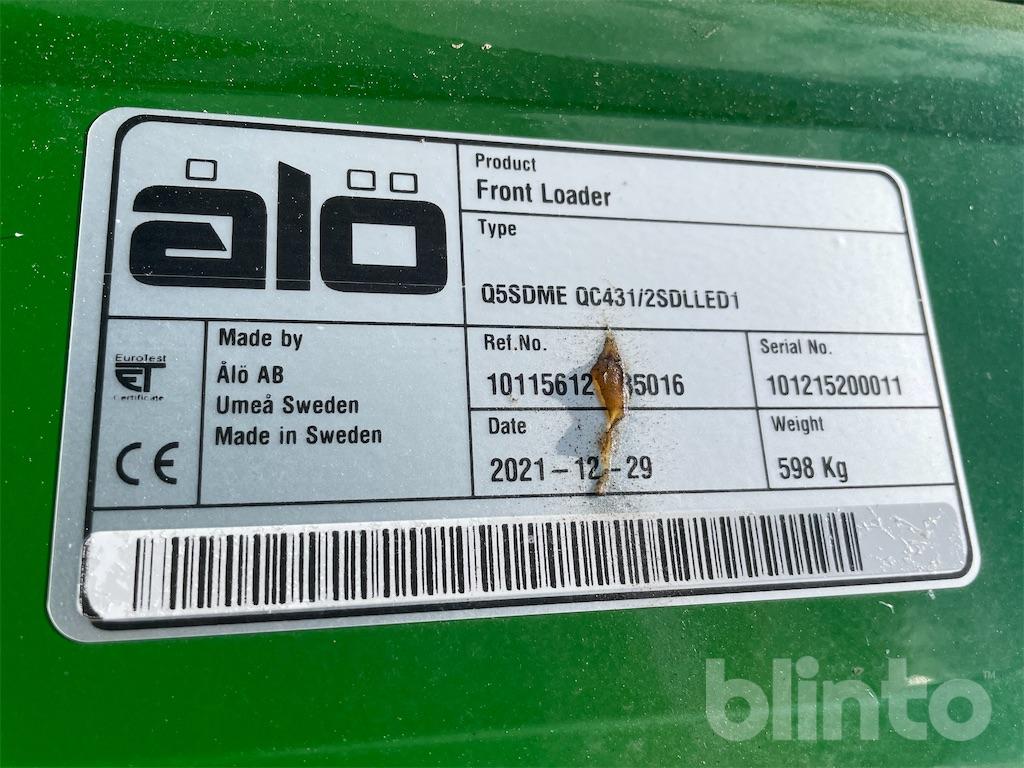 ålö
Product
Front Loader
Type
Q5SDME QC431/2SDLLED1
EuroTest
ET
Certificate
CE
Made by
Ålö AB
Umeå Sweden
Made in Sweden
Ref.No.
Serial No.
101215200011
Date
2021-12-29
Weight
598 Kg
blinto™